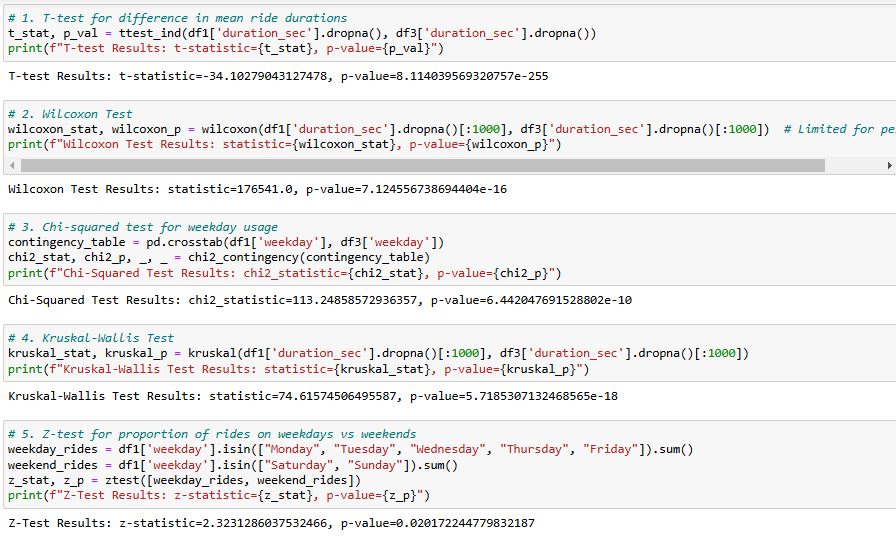 # 1. T-test for difference in mean ride durations
t_stat, p_val = ttest_ind(df1['duration_sec'].dropna(), df3['duration_sec'].dropna())
print(f"T-test Results: t-statistic={t_stat}, p-value={p_val}")
T-test Results: t-statistic=-34.10279043127478, p-value=8.114039569320757e-255
# 2. Wilcoxon Test
wilcoxon_stat, wilcoxon_p = wilcoxon(df1['duration_sec'].dropna()[:1000], df3['duration_sec'].dropna()[:1000])  # Limited for pe
print(f"Wilcoxon Test Results: statistic={wilcoxon_stat}, p-value={wilcoxon_p}")
Wilcoxon Test Results: statistic=176541.0, p-value=7.124556738694404e-16
# 3. Chi-squared test for weekday usage
contingency_table = pd.crosstab(df1['weekday'], df3['weekday'])
chi2_stat, chi2_p, _, _ = chi2_contingency(contingency_table)
print(f"Chi-Squared Test Results: chi2_statistic={chi2_stat}, p-value={chi2_p}")
Chi-Squared Test Results: chi2_statistic=113.24858572936357, p-value=6.442047691528802e-10
# 4. Kruskal-Wallis Test
kruskal_stat, kruskal_p = kruskal(df1['duration_sec'].dropna()[:1000], df3['duration_sec'].dropna()[:1000])
print(f"Kruskal-Wallis Test Results: statistic={kruskal_stat}, p-value={kruskal_p}")
Kruskal-Wallis Test Results: statistic=74.61574506495587, p-value=5.7185307132468565e-18
# 5. Z-test for proportion of rides on weekdays vs weekends
weekday_rides = df1['weekday'].isin(["Monday", "Tuesday", "Wednesday", "Thursday", "Friday"]).sum()
weekend_rides = df1['weekday'].isin(["Saturday", "Sunday"]).sum()
z_stat, z_p = ztest([weekday_rides, weekend_rides])
print(f"Z-Test Results: z-statistic={z_stat}, p-value={z_p}")
Z-Test Results: z-statistic=2.3231286037532466, p-value=0.020172244779832187